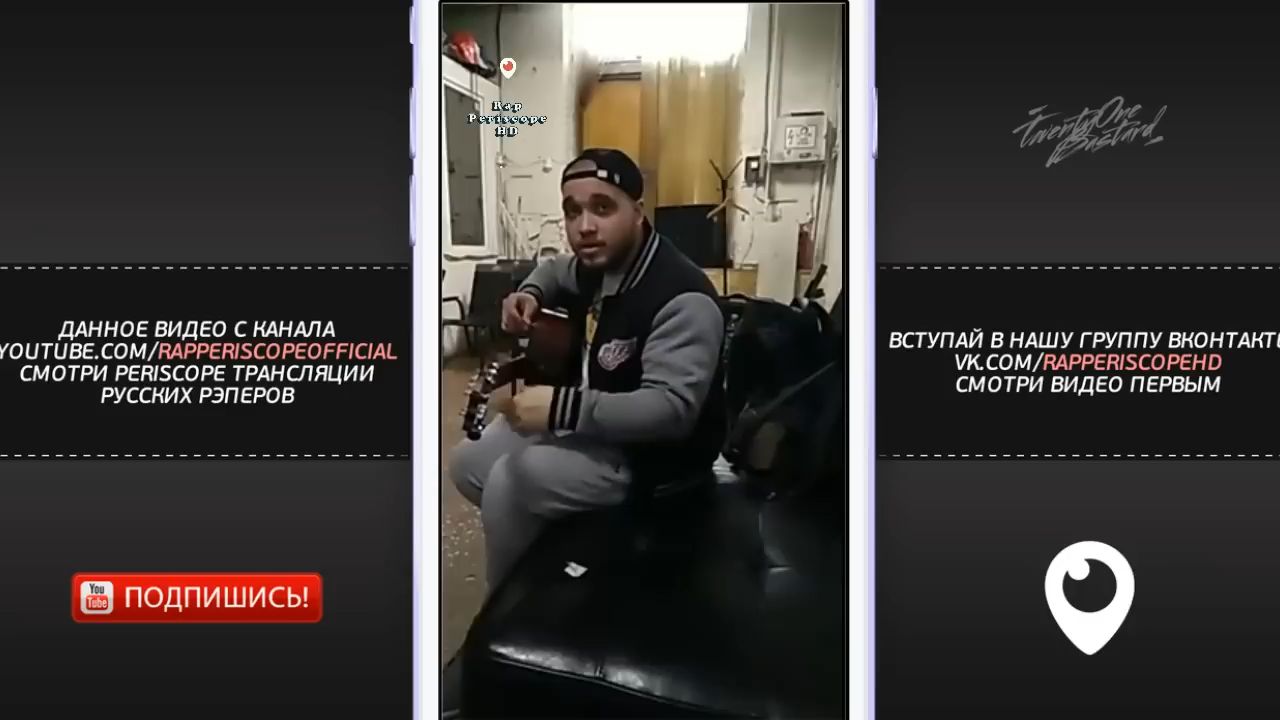 Rap
Periscope
HD
TwentyOne
Bastard
ДАННОЕ ВИДЕО С КАНАЛА
YOUTUBE.COM/RAPPERISCOPEOFFICIAL
СМОТРИ PERISCOPE ТРАНСЛЯЦИИ
РУССКИХ РЭПЕРОВ
ВСТУПАЙ В НАШУ ГРУППУ ВКОНТАКТЕ
VK.COM/RAPPERISCOPEHD
СМОТРИ ВИДЕО ПЕРВЫМ
You
Tube
ПОДПИШИСЬ!